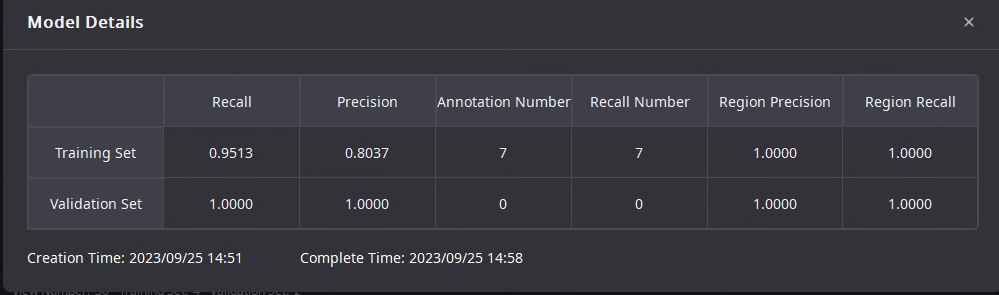 Model Details
Recall Precision Annotation Number Recall Number Region Precision Region Recall
Training Set 0.9513 0.8037 7 7 1.0000 1.0000
Validation Set 1.0000 1.0000 0 0 1.0000 1.0000
Creation Time: 2023/09/25 14:51 Complete Time: 2023/09/25 14:58